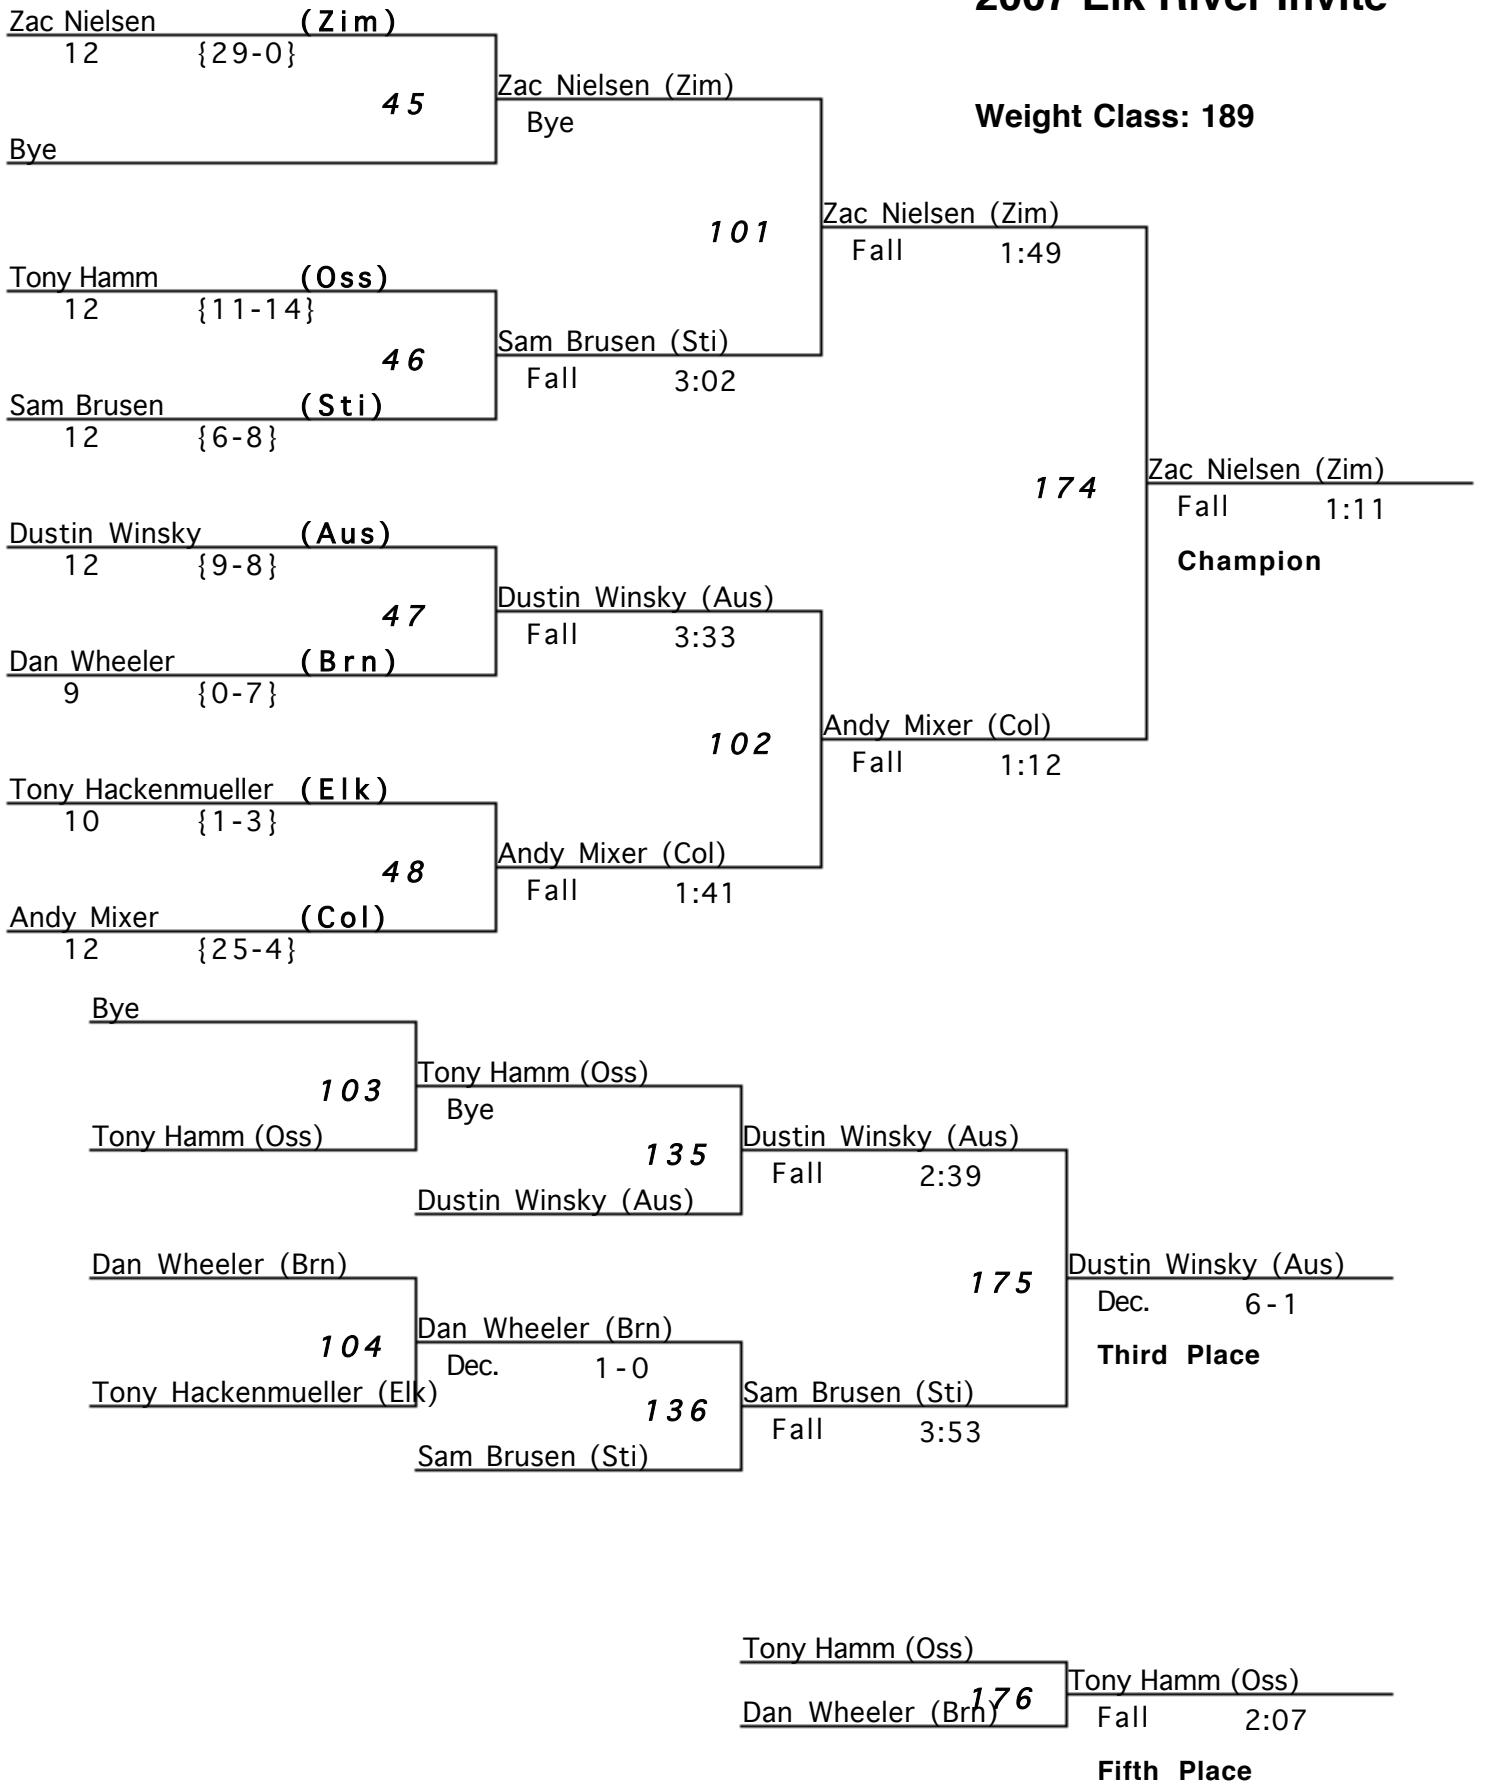 2007 Elk River Invite
Weight Class: 189
Zac Nielsen (Zim)
12 {29-0}
45
Bye
Zac Nielsen (Zim)
Bye
101
Tony Hamm (Oss)
12 {11-14}
46
Sam Brusen (Sti)
12 {6-8}
Sam Brusen (Sti)
Fall 3:02
Zac Nielsen (Zim)
Fall 1:49
174
Dustin Winsky (Aus)
12 {9-8}
47
Dan Wheeler (Brn)
9 {0-7}
Dustin Winsky (Aus)
Fall 3:33
102
Tony Hackenmueller (Elk)
10 {1-3}
48
Andy Mixer (Col)
12 {25-4}
Andy Mixer (Col)
Fall 1:41
Andy Mixer (Col)
Fall 1:12
Zac Nielsen (Zim)
Fall 1:11
Champion
Bye
103
Tony Hamm (Oss)
Tony Hamm (Oss)
Bye
135
Dustin Winsky (Aus)
Dustin Winsky (Aus)
Fall 2:39
175
Dan Wheeler (Brn)
104
Tony Hackenmueller (Elk)
Dan Wheeler (Brn)
Dec. 1-0
136
Sam Brusen (Sti)
Sam Brusen (Sti)
Fall 3:53
Dustin Winsky (Aus)
Dec. 6-1
Third Place
Tony Hamm (Oss)
176
Dan Wheeler (Brn)
Tony Hamm (Oss)
Fall 2:07
Fifth Place